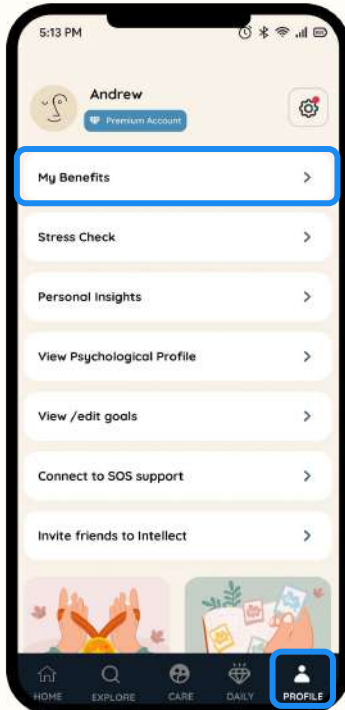 5:13 PM
Andrew
Premium Account
My Benefits
Stress Check
Personal Insights
View Psychological Profile
View /edit goals
Connect to SOS support
Invite friends to Intellect
HOME EXPLORE CARE DAILY PROFILE